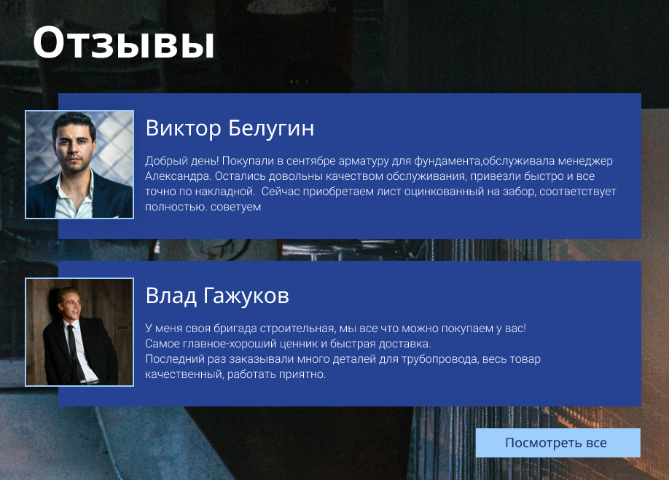 Отзывы
Виктор Белугин
Добрый день! Покупали в сентябре арматуру для фундамента,обслуживала менеджер
Александра. Остались довольны качеством обслуживания, привезли быстро и все
точно по накладной.  Сейчас приобретаем лист оцинкованный на забор, соответствует
полностью. советуем
Влад Гажуков
У меня своя бригада строительная, мы все что можно покупаем у вас!
Самое главное-хороший ценник и быстрая доставка.
Последний раз заказывали много деталей для трубопровода, весь товар
качественный, работать приятно.
Посмотреть все